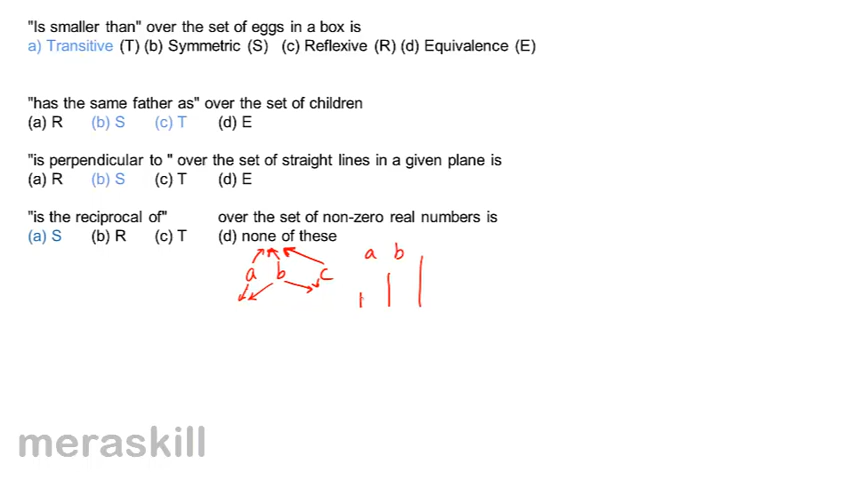 "Is smaller than" over the set of eggs in a box is
a) Transitive (T) (b) Symmetric (S) (c) Reflexive (R) (d) Equivalence (E)
"has the same father as" over the set of children
(a) R (b) S (c) T (d) E
"is perpendicular to " over the set of straight lines in a given plane is
(a) R (b) S (c) T (d) E
"is the reciprocal of" over the set of non-zero real numbers is
(a) S (b) R (c) T (d) none of these
a b
a b c
meraskill